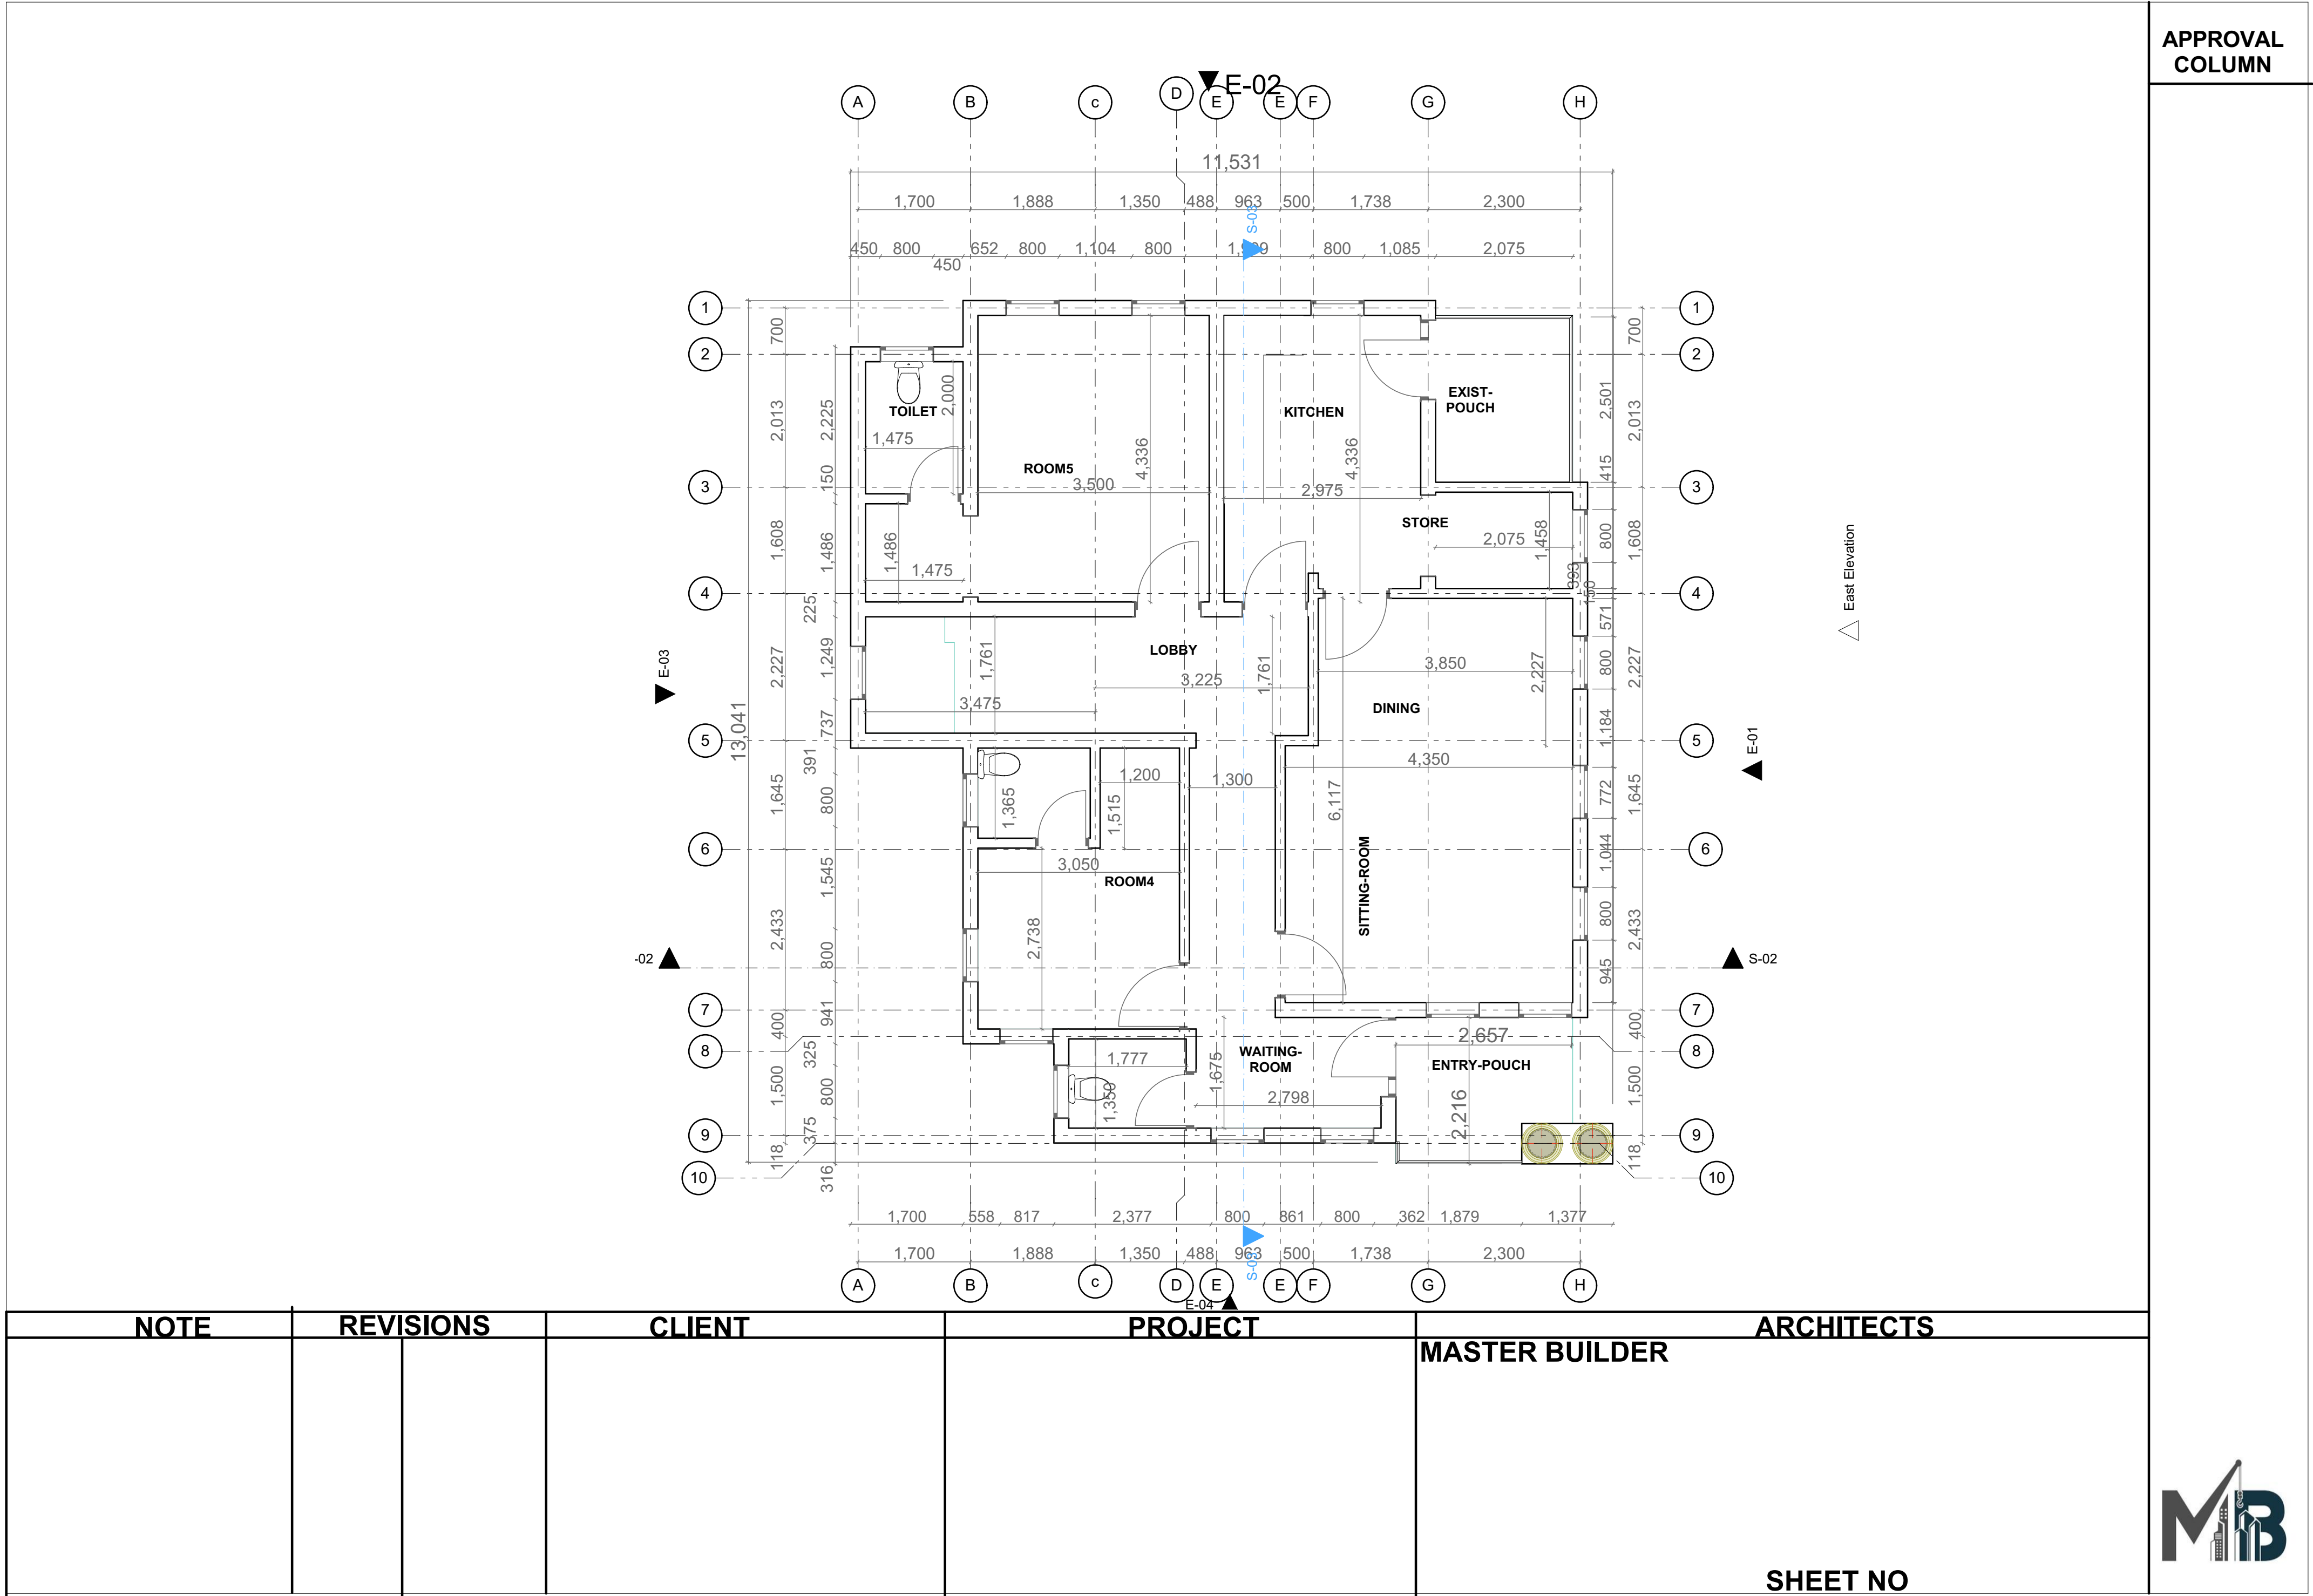 APPROVAL
COLUMN
E-02
A B c D E E F G H
11,531
1,700 1,888 1,350 488 963 500 1,738 2,300
S-03
450 800 652 800 1,104 800 800 1,085 2,075
450
1 1
700 700
2 2
2,013 2,225 2,000 2,501 2,013
TOILET
1,475
EXIST-
POUCH
KITCHEN
ROOM5
4,336 4,336
3,500 2,975
150 415
3 3
STORE
1,608 1,486 1,486 2,075 1,458 800 1,608
1,475
393
150
4 4
225 571
East Elevation
LOBBY
E-03
2,227 1,249 1,761 1,761 3,850 2,227 800 2,227
3,225
3,475
DINING
13,041
737 1,184
5 5
E-01
391
4,350
1,200 1,300
1,645 800 1,365 1,515 6,117 772 1,645
6 6
3,050
ROOM4
SITTING-ROOM
1,545 1,044
2,433 2,738 800 2,433
-02 S-02
800 945
7 7
941
400 400
2,657
8 8
325
1,777 1,675
WAITING-
ROOM
ENTRY-POUCH
1,500 800 1,350 2,798 2,216 1,500
375
9 9
118 118
316
10 10
1,700 558 817 2,377 800 861 800 362 1,879 1,377
1,700 1,888 1,350 488 963 500 1,738 2,300
S-03
A B c D E E F G H
E-04
NOTE REVISIONS CLIENT PROJECT ARCHITECTS
MASTER BUILDER
MB
SHEET NO